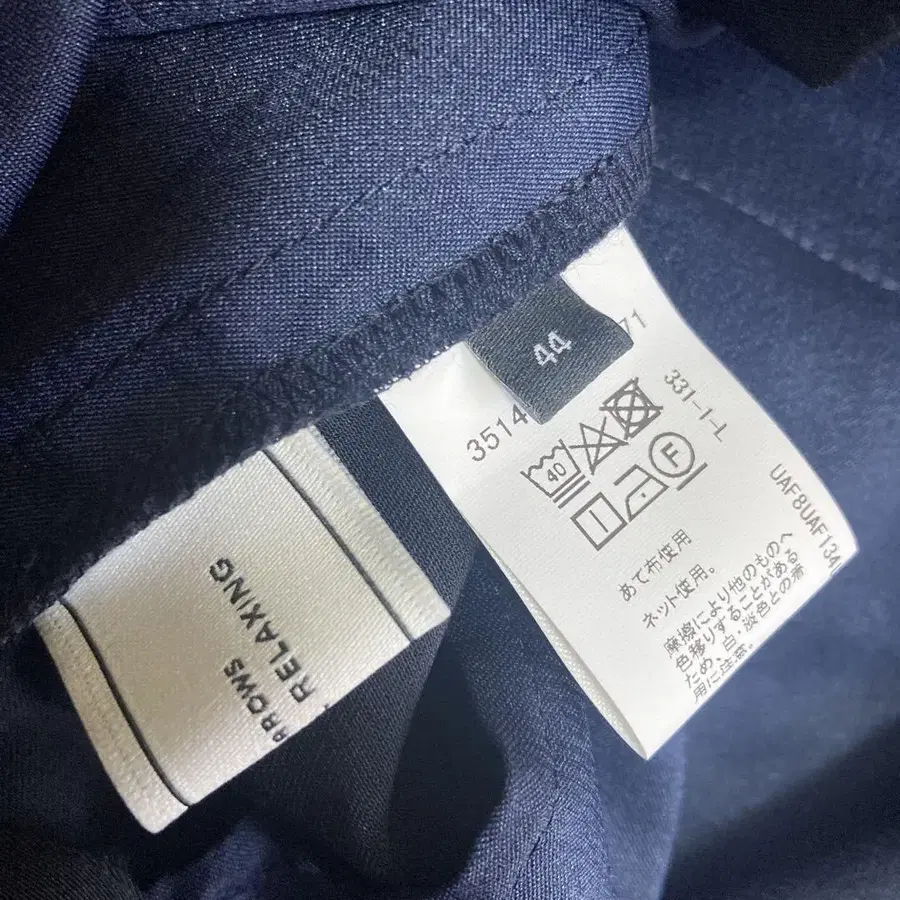 44
3514
71
331-1-L
40
F
UAF8UAF134
あて布使用
ネット使用。
摩擦により他のものへ
色移りすることがある
ため、白・淡色との着
用に注意。
ARROWS
RELAXING